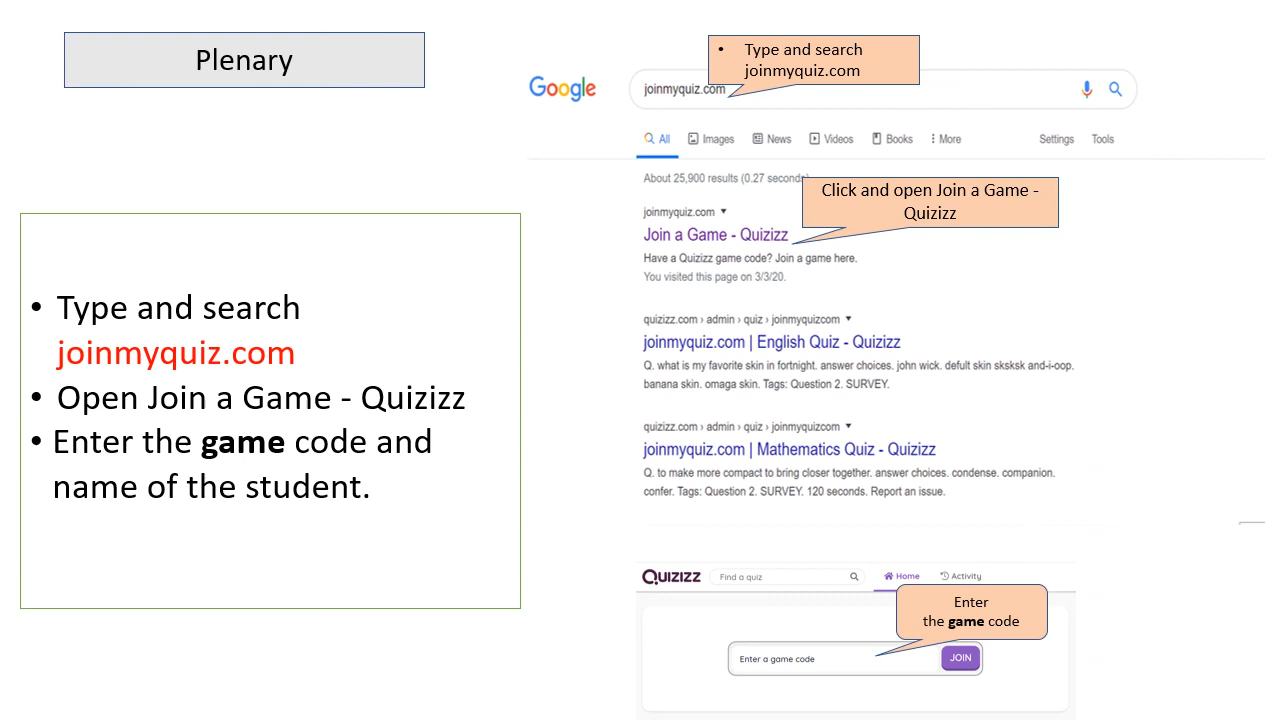 Plenary
• Type and search
joinmyquiz.com
• Open Join a Game - Quizizz
• Enter the game code and
name of the student.
• Type and search
joinmyquiz.com
Google
joinmyquiz.com
All Images News Videos Books More Settings Tools
About 25,900 results (0.27 seconds
Click and open Join a Game -
Quizizz
joinmyquiz.com
Join a Game - Quizizz
Have a Quizizz game code? Join a game here.
You visited this page on 3/3/20.
quizizz.com › admin › quiz › joinmyquizcom
joinmyquiz.com | English Quiz - Quizizz
Q. what is my favorite skin in fortnight. answer choices. john wick. defult skin sksksk and-i-oop.
banana skin. omaga skin. Tags: Question 2. SURVEY.
quizizz.com › admin › quiz › joinmyquizcom
joinmyquiz.com | Mathematics Quiz - Quizizz
Q. to make more compact to bring closer together. answer choices. condense. companion.
confer. Tags: Question 2. SURVEY. 120 seconds. Report an issue.
Quizizz Find a quiz Home Activity
Enter
the game code
Enter a game code JOIN